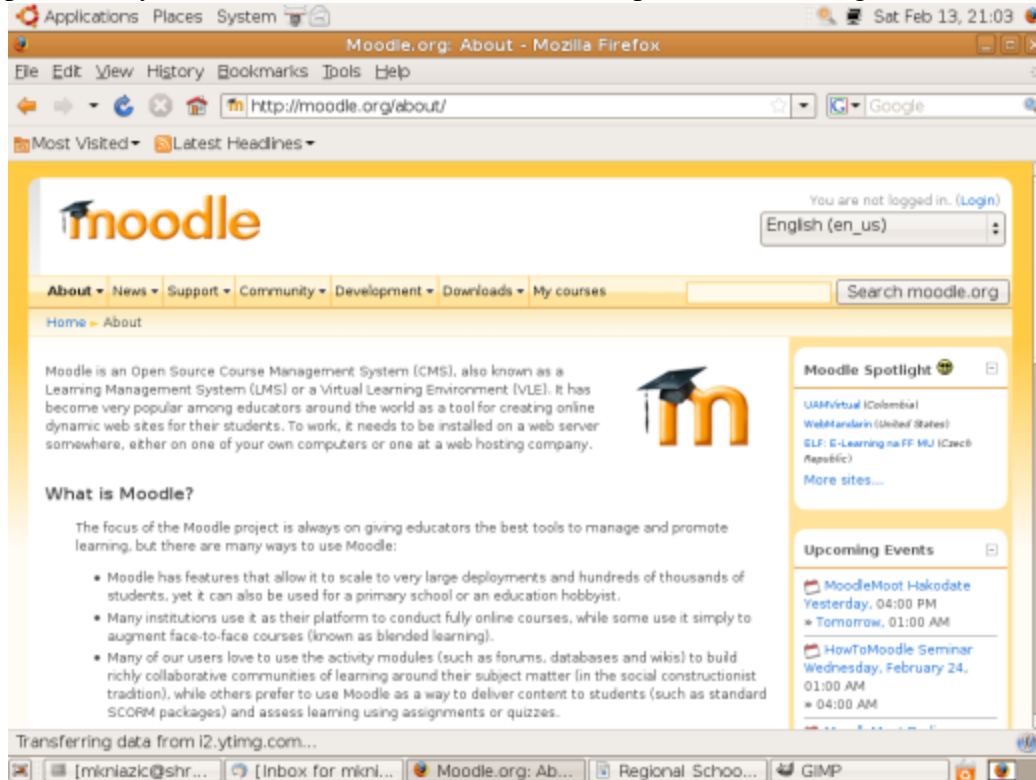 Applications Places System Sat Feb 13, 21:03
Moodle.org: About - Mozilla Firefox
File Edit View History Bookmarks Tools Help
http://moodle.org/about/ Google
Most Visited Latest Headlines
moodle
You are not logged in. (Login)
English (en_us)
About News Support Community Development Downloads My courses Search moodle.org
Home ► About
Moodle is an Open Source Course Management System (CMS), also known as a
Learning Management System (LMS) or a Virtual Learning Environment (VLE). It has
become very popular among educators around the world as a tool for creating online
dynamic web sites for their students. To work, it needs to be installed on a web server
somewhere, either on one of your own computers or one at a web hosting company.
m
What is Moodle?
The focus of the Moodle project is always on giving educators the best tools to manage and promote
learning, but there are many ways to use Moodle:
• Moodle has features that allow it to scale to very large deployments and hundreds of thousands of
students, yet it can also be used for a primary school or an education hobbyist.
• Many institutions use it as their platform to conduct fully online courses, while some use it simply to
augment face-to-face courses (known as blended learning).
• Many of our users love to use the activity modules (such as forums, databases and wikis) to build
richly collaborative communities of learning around their subject matter (in the social constructionist
tradition), while others prefer to use Moodle as a way to deliver content to students (such as standard
SCORM packages) and assess learning using assignments or quizzes.
Moodle Spotlight
UAMVirtual (Colombia)
WebMandarin (United States)
ELF: E-Learning na FF MU (Czech
Republic)
More sites...
Upcoming Events
MoodleMoot Hakodate
Yesterday, 04:00 PM
» Tomorrow, 01:00 AM
HowToMoodle Seminar
Wednesday, February 24,
01:00 AM
» 04:00 AM
Transferring data from i2.ytimg.com...
[mkniazic@shr... [Inbox for mkni... Moodle.org: Ab... Regional Schoo... GIMP